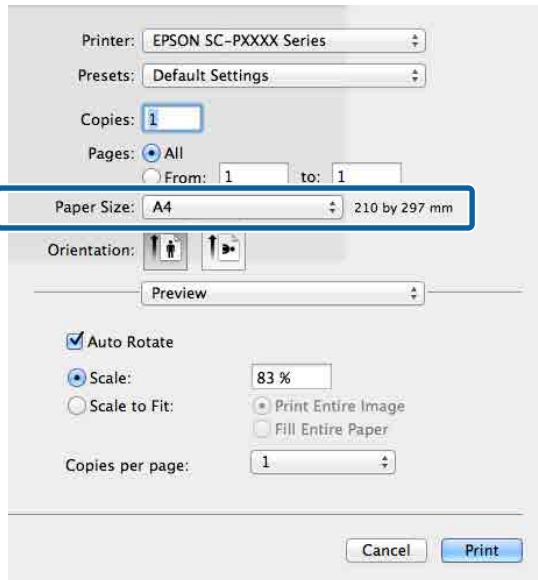 Printer: EPSON SC-PXXXX Series
Presets: Default Settings
Copies: 1
Pages: All
From: 1 to: 1
Paper Size: A4 210 by 297 mm
Orientation:
Preview
Auto Rotate
Scale: 83 %
Scale to Fit: Print Entire Image
Fill Entire Paper
Copies per page: 1
Cancel Print